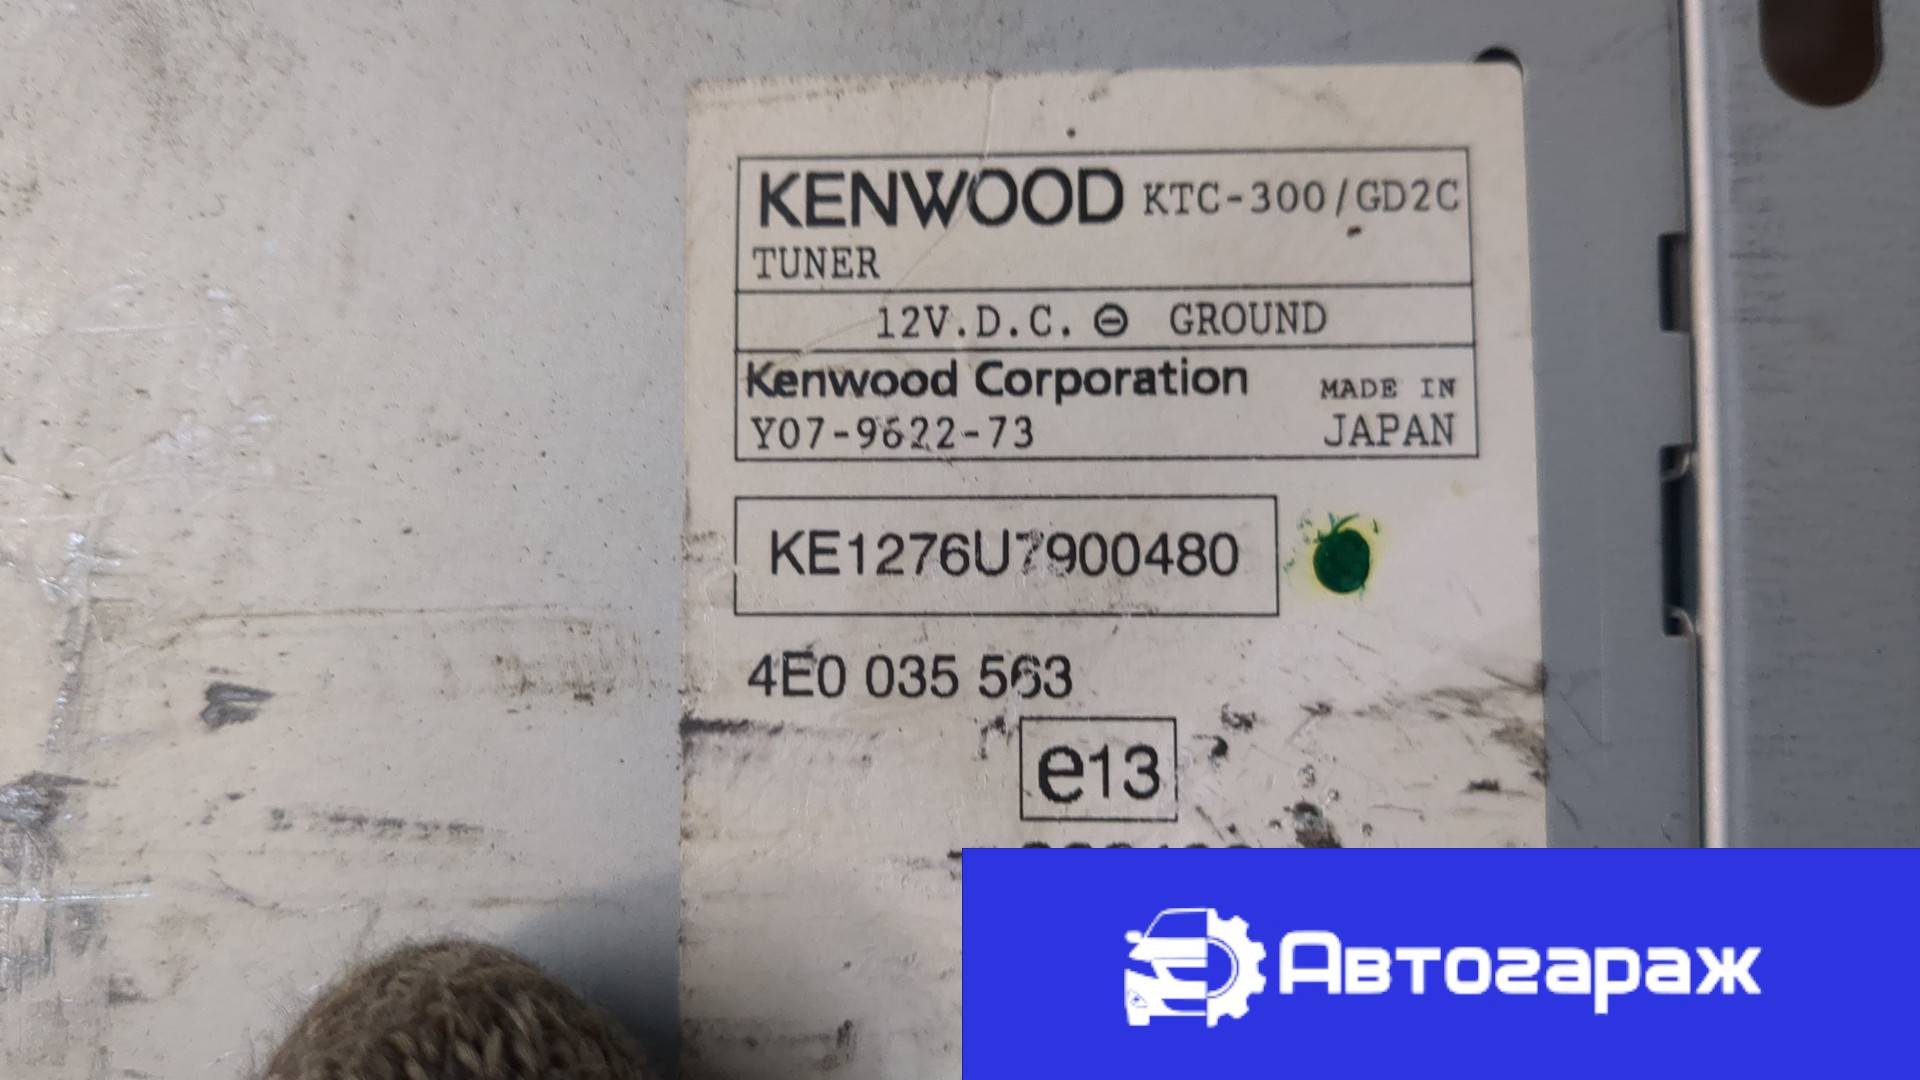 KENWOOD KTC-300/GD2C
TUNER
12V.D.C. ⊖ GROUND
Kenwood Corporation MADE IN
Y07-9622-73 JAPAN
KE1276U7900480
4E0 035 563
e13
Автогараж